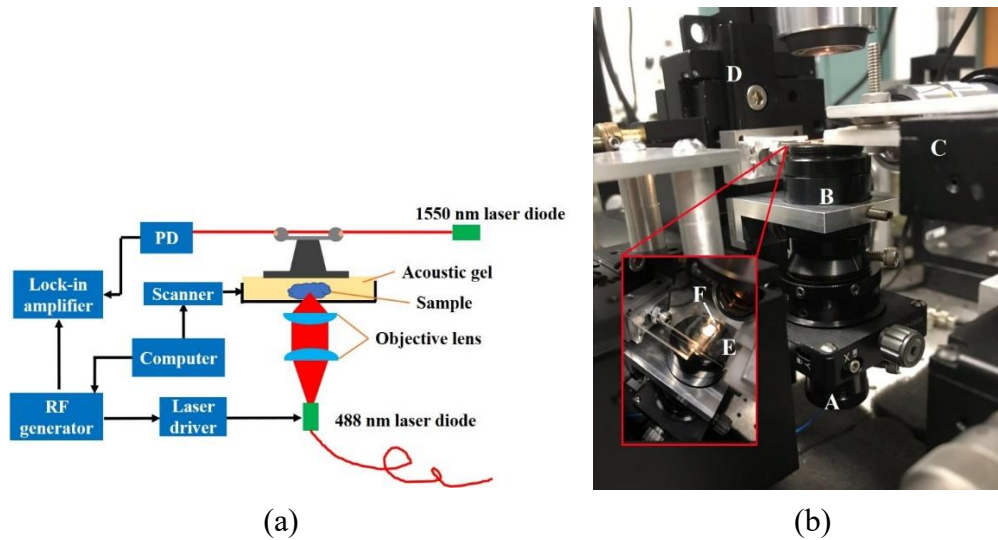 1550 nm laser diode
PD
Acoustic gel
Lock-in
amplifier
Scanner
Sample
Objective lens
Computer
RF
generator
Laser
driver
488 nm laser diode
(a)
D
C
B
F
E
X
A
(b)